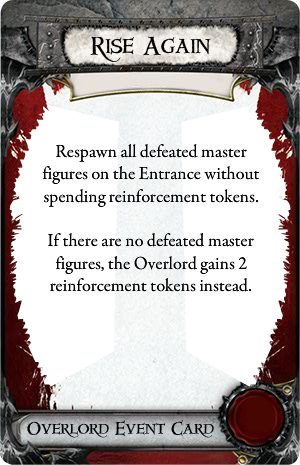 Rise Again
Respawn all defeated master
figures on the Entrance without
spending reinforcement tokens.
If there are no defeated master
figures, the Overlord gains 2
reinforcement tokens instead.
Overlord Event Card